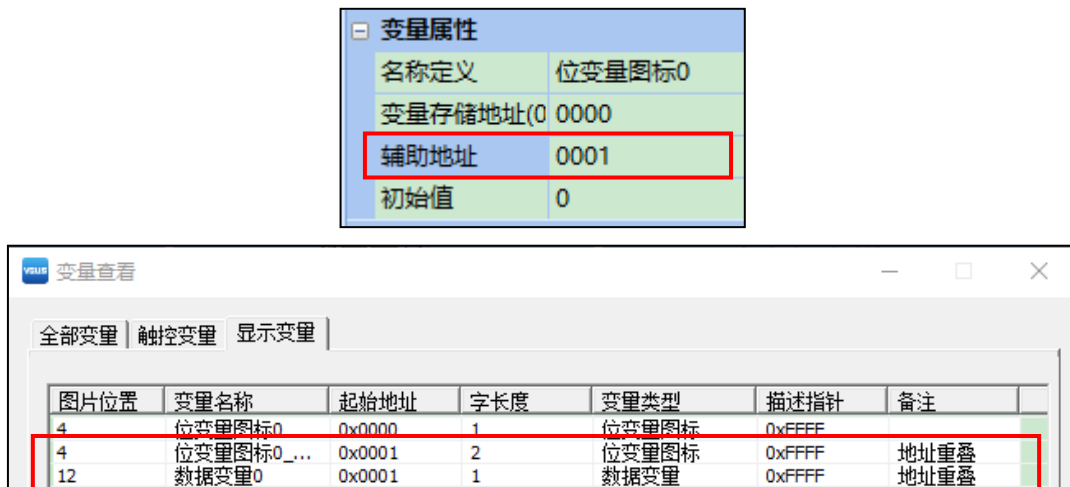 变量属性
名称定义 位变量图标0
变量存储地址(0 0000
辅助地址 0001
初始值 0
VGUS 变量查看
全部变量 触控变量 显示变量
图片位置 变量名称 起始地址 字长度 变量类型 描述指针 备注
4 位变量图标0 0x0000 1 位变量图标 0xFFFF
4 位变量图标0_... 0x0001 2 位变量图标 0xFFFF 地址重叠
12 数据变量0 0x0001 1 数据变量 0xFFFF 地址重叠